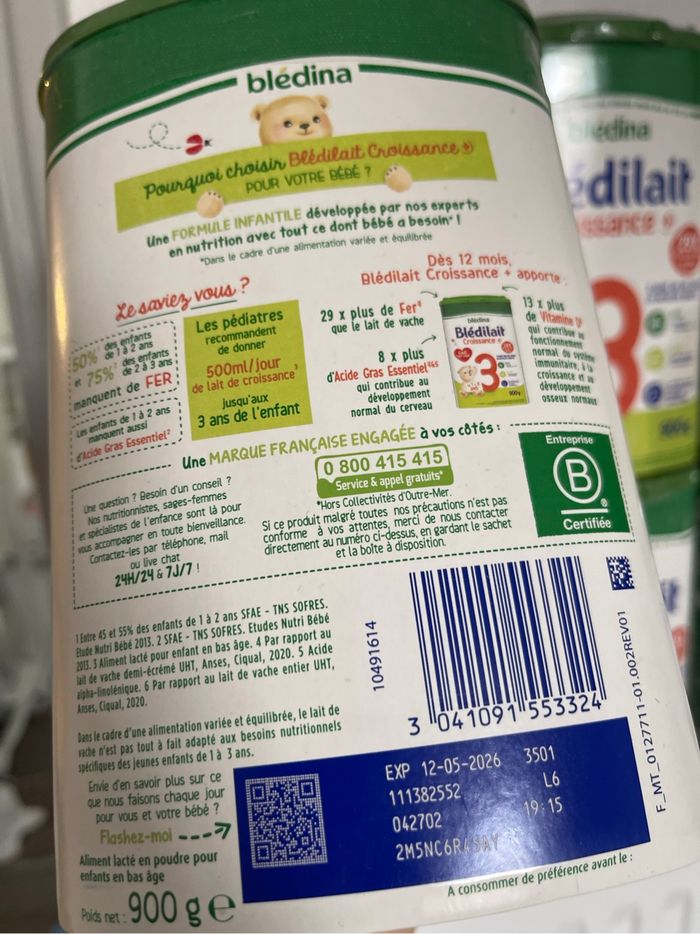 blédina
Pourquoi choisir Blédilait Croissance +
POUR VOTRE BÉBÉ ?
Une FORMULE INFANTILE développée par nos experts
en nutrition avec tout ce dont bébé a besoin* !
*Dans le cadre d'une alimentation variée et équilibrée
Le saviez vous ?
50% des enfants
de 1 à 2 ans
et 75% des enfants
de 2 à 3 ans
manquent de FER
Les enfants de 1 à 2 ans
manquent aussi
d'Acide Gras Essentiel²
Les pédiatres
recommandent
de donner
500ml/jour
de lait de croissance³
jusqu'aux
3 ans de l'enfant
Dès 12 mois,
Blédilait Croissance + apporte :
29 x plus de Fer⁴
que le lait de vache
8 x plus
d'Acide Gras Essentiel
qui contribue au
développement
normal du cerveau
blédina
Blédilait
Croissance +
3
900g
13 x plus
de Vitamine D
qui contribue au
fonctionnement
normal du système
immunitaire, à la
croissance et au
développement
osseux normaux
Une MARQUE FRANÇAISE ENGAGÉE à vos côtés :
Une question ? Besoin d'un conseil ?
Nos nutritionnistes, sages-femmes
et spécialistes de l'enfance sont là pour
vous accompagner en toute bienveillance.
Contactez-les par téléphone, mail
ou live chat
24H/24 & 7J/7 !
0 800 415 415
Service & appel gratuits*
*Hors Collectivités d'Outre-Mer.
Si ce produit malgré toutes nos précautions n'est pas
conforme à vos attentes, merci de nous contacter
directement au numéro ci-dessus, en gardant le sachet
et la boîte à disposition.
Entreprise
B
®
Certifiée
1 Entre 45 et 55% des enfants de 1 à 2 ans SFAE - TNS SOFRES.
Etude Nutri Bébé 2013. 2 SFAE - TNS SOFRES. Etudes Nutri Bébé
2013. 3 Aliment lacté pour enfant en bas âge. 4 Par rapport au
lait de vache demi-écrémé UHT, Anses, Ciqual, 2020. 5 Acide
alpha-linolénique. 6 Par rapport au lait de vache entier UHT,
Anses, Ciqual, 2020.
Dans le cadre d'une alimentation variée et équilibrée, le lait de
vache n'est pas tout à fait adapté aux besoins nutritionnels
spécifiques des jeunes enfants de 1 à 3 ans.
Envie d'en savoir plus sur ce
que nous faisons chaque jour
pour vous et votre bébé ?
Flashez-moi
Aliment lacté en poudre pour
enfants en bas âge
Poids net : 900 g e
10491614
3 041091 553324
F_MT_0127711-01.002REV01
EXP 12-05-2026 3501
111382552 L6
042702 19:15
A consommer de préférence avant le :
blédina
édilait
ssance +
3
900g